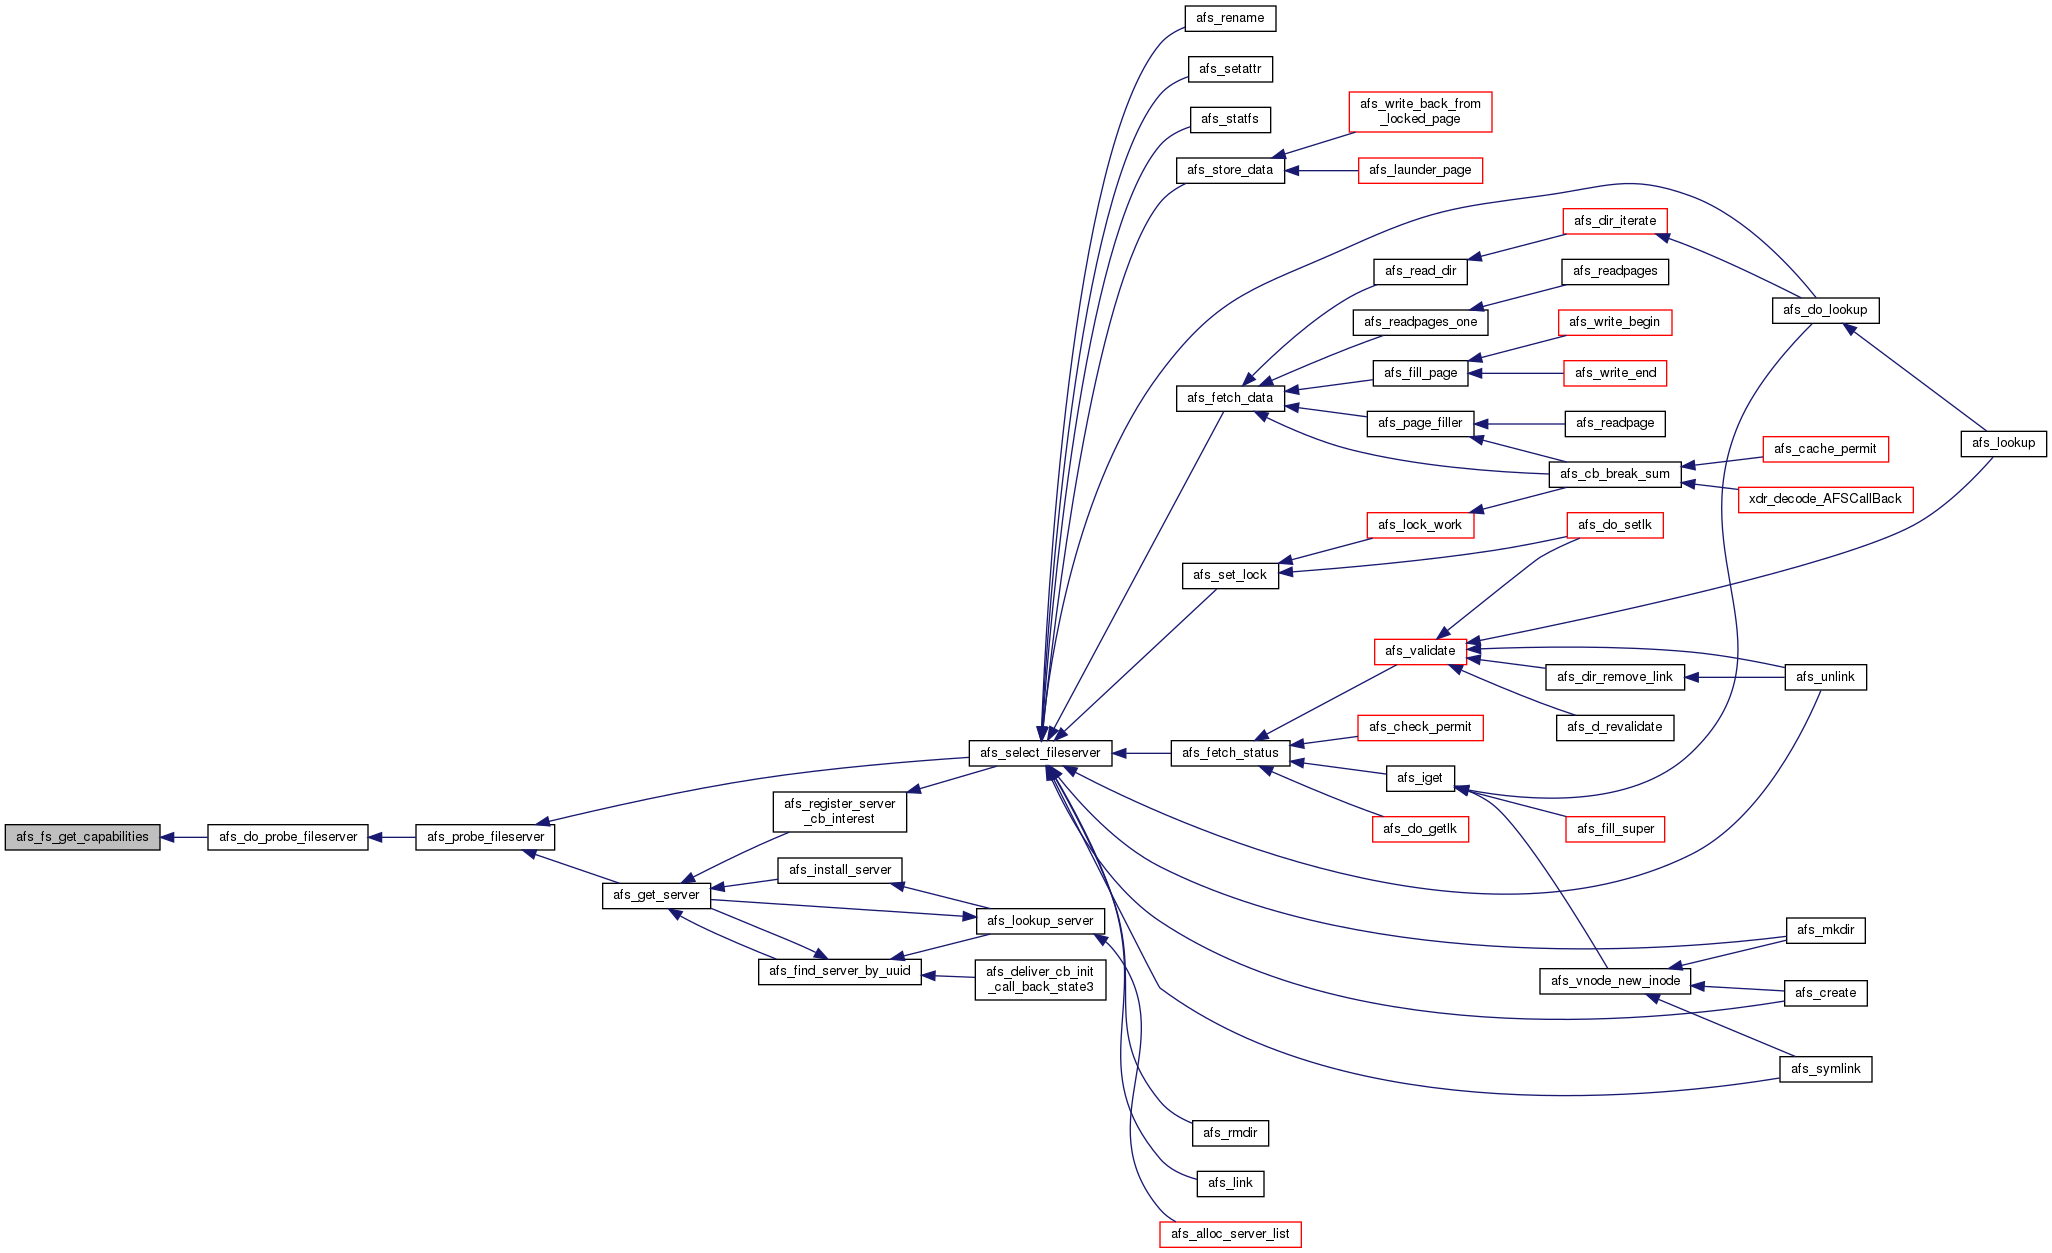 afs_rename
afs_setattr
afs_statfs
afs_write_back_from
_locked_page
afs_store_data
afs_launder_page
afs_dir_iterate
afs_read_dir
afs_readpages
afs_do_lookup
afs_readpages_one
afs_write_begin
afs_fill_page
afs_write_end
afs_fetch_data
afs_page_filler
afs_readpage
afs_lookup
afs_cache_permit
afs_cb_break_sum
xdr_decode_AFSCallBack
afs_lock_work
afs_do_setlk
afs_set_lock
afs_validate
afs_dir_remove_link
afs_unlink
afs_d_revalidate
afs_check_permit
afs_select_fileserver
afs_fetch_status
afs_iget
afs_register_server
_cb_interest
afs_do_getlk
afs_fill_super
afs_fs_get_capabilities
afs_do_probe_fileserver
afs_probe_fileserver
afs_install_server
afs_get_server
afs_lookup_server
afs_mkdir
afs_find_server_by_uuid
afs_deliver_cb_init
_call_back_state3
afs_vnode_new_inode
afs_create
afs_symlink
afs_rmdir
afs_link
afs_alloc_server_list